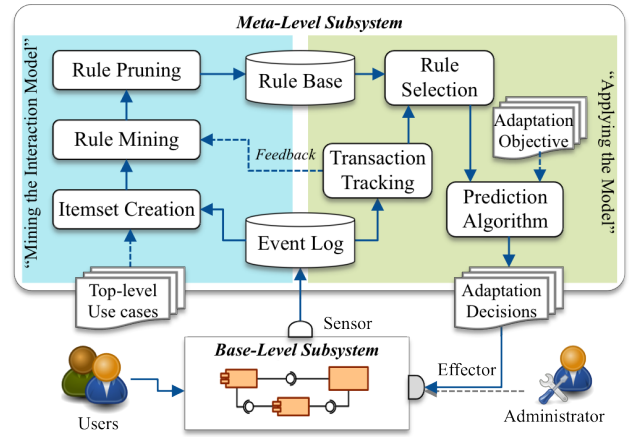 Meta-Level Subsystem
“Mining the Interaction Model”
“Applying the Model”
Rule Pruning
Rule Base
Rule
Selection
Adaptation
Objective
Rule Mining
Feedback
Transaction
Tracking
Itemset Creation
Prediction
Algorithm
Event Log
Top-level
Use cases
Adaptation
Decisions
Sensor
Base-Level Subsystem
Effector
Users
Administrator